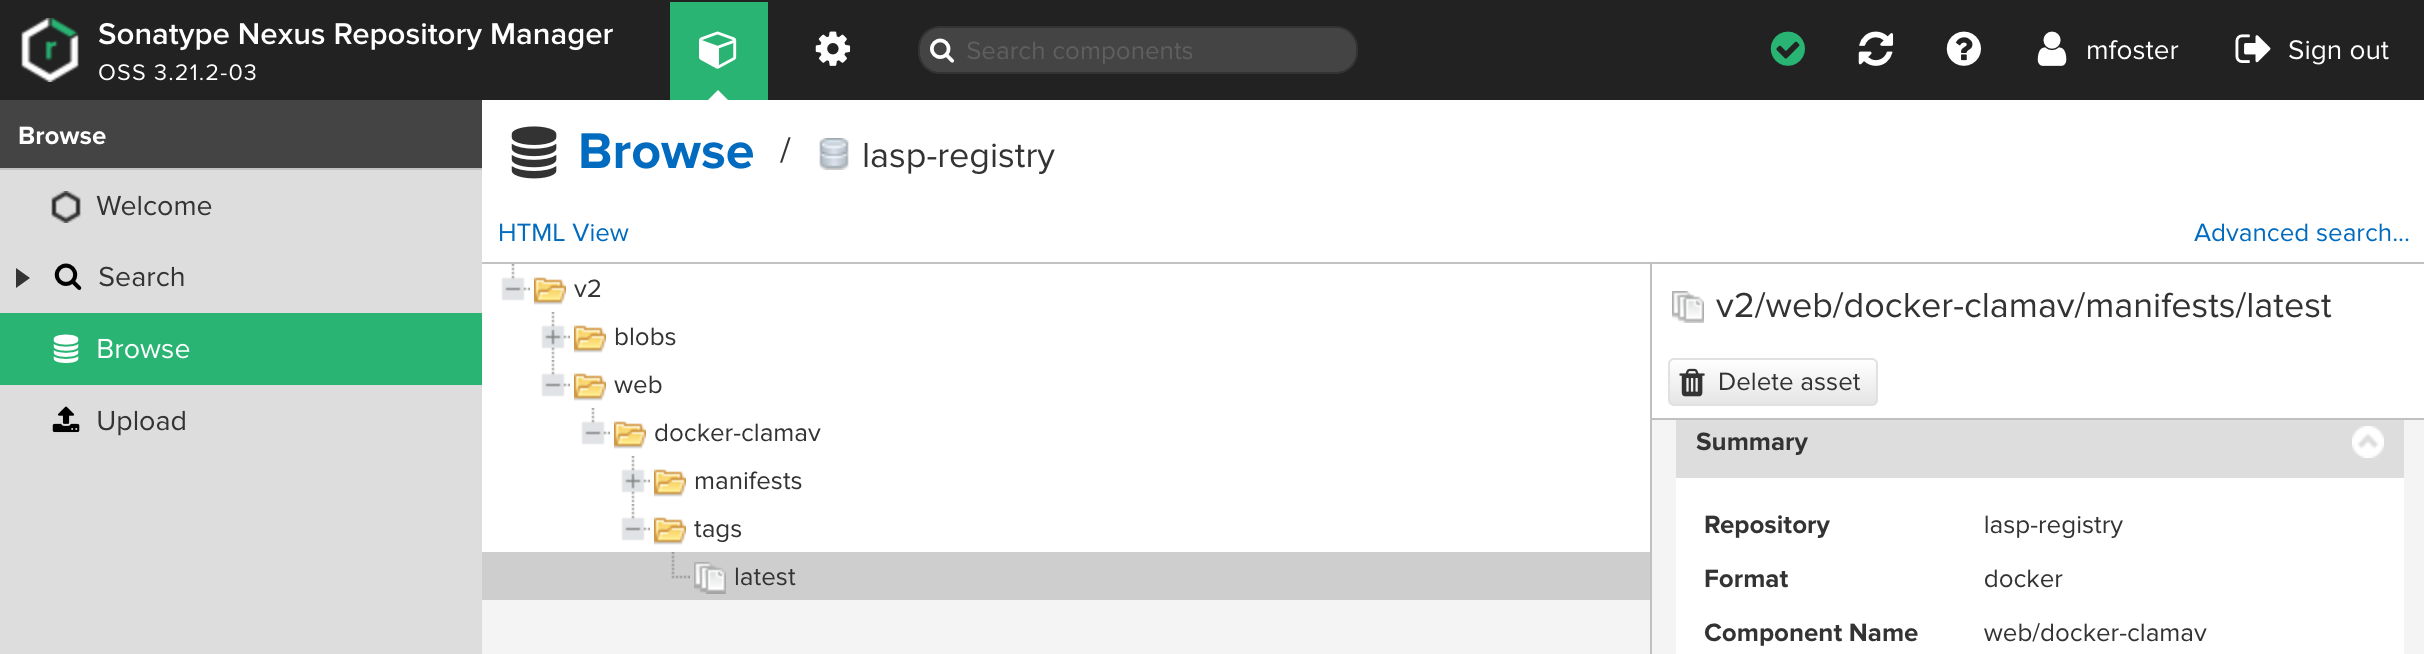 Sonatype Nexus Repository Manager
OSS 3.21.2-03
Search components
mfoster
Sign out
Browse
Welcome
Search
Browse
Upload
Browse / lasp-registry
HTML View
Advanced search...
v2
blobs
web
docker-clamav
manifests
tags
latest
v2/web/docker-clamav/manifests/latest
Delete asset
Summary
Repository lasp-registry
Format docker
Component Name web/docker-clamav